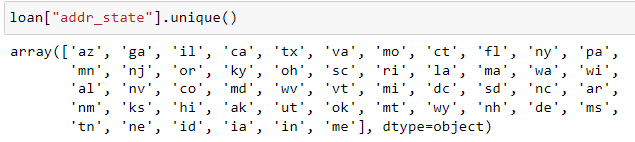 loan["addr_state"].unique()
array(['az', 'ga', 'il', 'ca', 'tx', 'va', 'mo', 'ct', 'fl', 'ny', 'pa',
'mn', 'nj', 'or', 'ky', 'oh', 'sc', 'ri', 'la', 'ma', 'wa', 'wi',
'al', 'nv', 'co', 'md', 'wv', 'vt', 'mi', 'dc', 'sd', 'nc', 'ar',
'nm', 'ks', 'hi', 'ak', 'ut', 'ok', 'mt', 'wy', 'nh', 'de', 'ms',
'tn', 'ne', 'id', 'ia', 'in', 'me'], dtype=object)